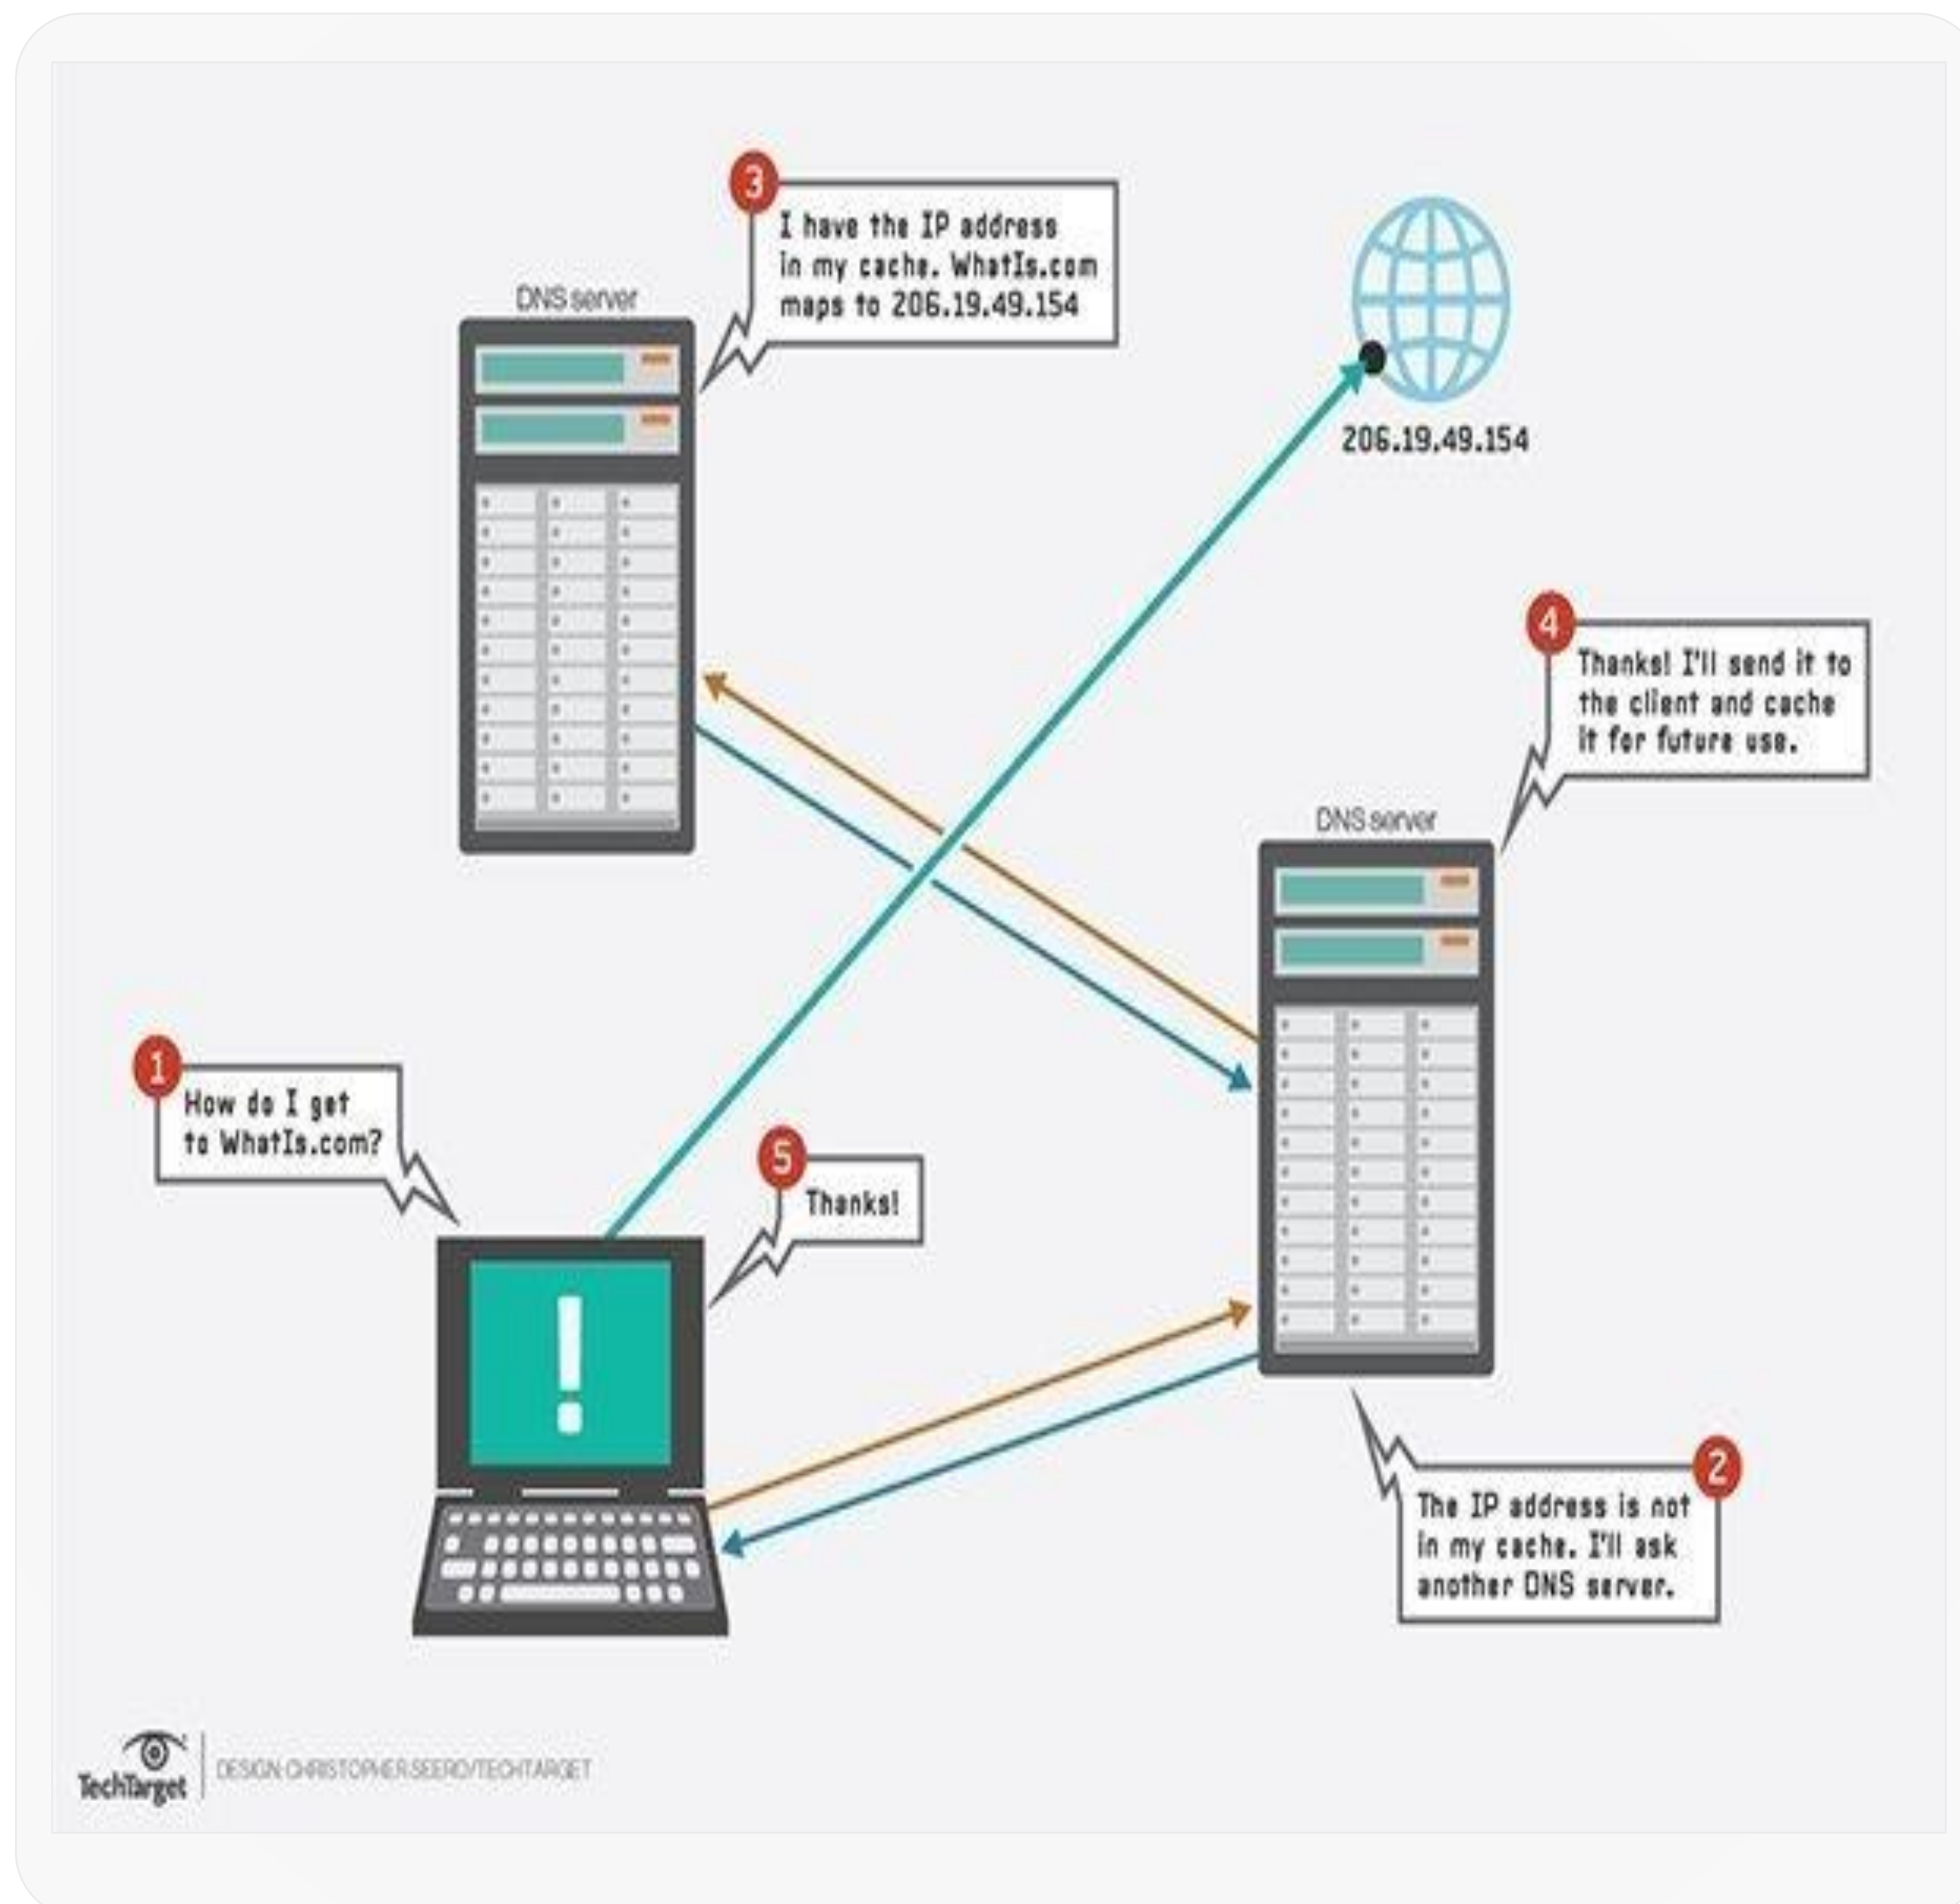 3
I have the IP address
in my cache. WhatIs.com
maps to 206.19.49.154
DNS server
206.19.49.154
4
Thanks! I'll send it to
the client and cache
it for future use.
DNS server
1
How do I get
to WhatIs.com?
5
Thanks!
2
The IP address is not
in my cache. I'll ask
another DNS server.
TechTarget
DESIGN: CHRISTOPHER SEERO/TECHTARGET